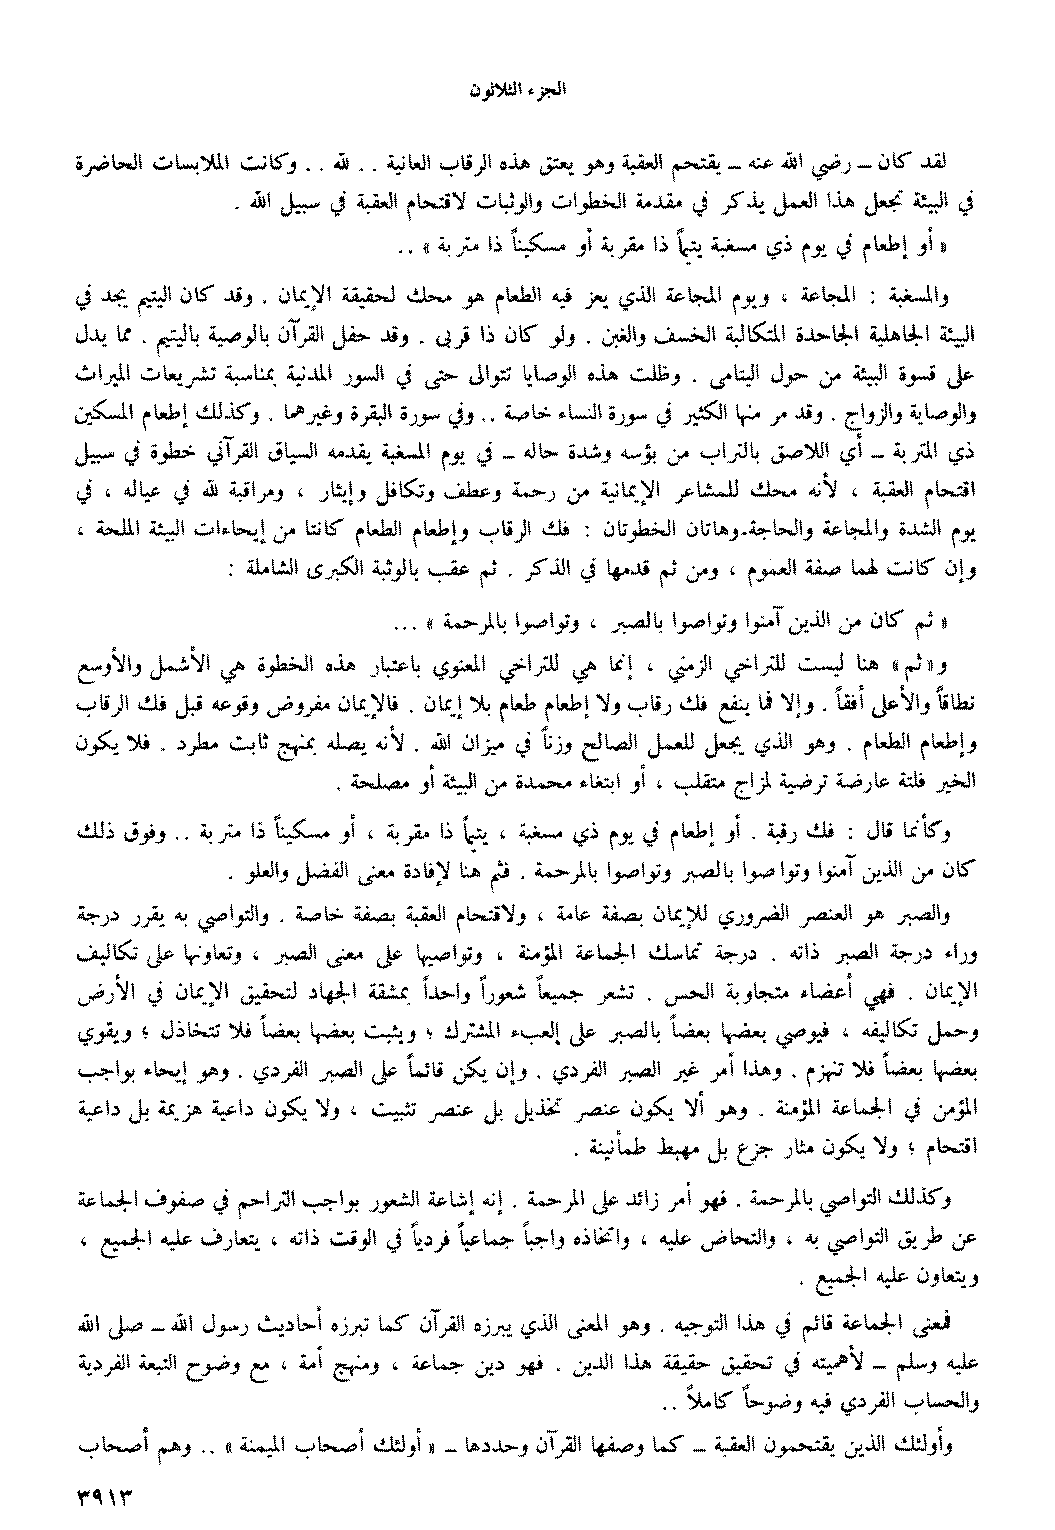 الجزء الثلاثون
لقد كان – رضي الله عنه – يقتحم العقبة وهو يعتق هذه الرقاب العانية .. لله .. وكانت الملابسات الحاضرة
في البيئة تجعل هذا العمل يذكر في مقدمة الخطوات والوثبات لاقتحام العقبة في سبيل الله .
« أو إطعام في يوم ذي مسغبة يتيماً ذا مقربة أو مسكيناً ذا متربة » ..
والمسغبة : المجاعة ، ويوم المجاعة الذي يعز فيه الطعام هو محك لحقيقة الإيمان . وقد كان اليتيم يجد في
البيئة الجاهلية الجاحدة المتكالبة الخسف والغبن . ولو كان ذا قربى . وقد حفل القرآن بالوصية باليتيم . مما يدل
على قسوة البيئة من حول اليتامى . وظلت هذه الوصايا تتوالى حتى في السور المدنية بمناسبة تشريعات الميراث
والوصاية والزواج . وقد مر منها الكثير في سورة النساء خاصة .. وفي سورة البقرة وغيرهما . وكذلك إطعام المسكين
ذي المتربة – أي اللاصق بالتراب من بؤسه وشدة حاله – في يوم المسغبة يقدمه السياق القرآني خطوة في سبيل
اقتحام العقبة ، لأنه محك للمشاعر الإيمانية من رحمة وعطف وتكافل وإيثار ، ومراقبة لله في عياله ، في
يوم الشدة والمجاعة والحاجة. وهاتان الخطوتان : فك الرقاب وإطعام الطعام كانتا من إيحاءات البيئة الملحة ،
وإن كانت لهما صفة العموم ، ومن ثم قدمها في الذكر . ثم عقب بالوثبة الكبرى الشاملة :
« ثم كان من الذين آمنوا وتواصوا بالصبر ، وتواصوا بالمرحمة » ...
و« ثم » هنا ليست للتراخي الزمني ، إنما هي للتراخي المعنوي باعتبار هذه الخطوة هي الأشمل والأوسع
نطاقاً والأعلى أفقاً . وإلا فما ينفع فك رقاب ولا إطعام طعام بلا إيمان . فالإيمان مفروض وقوعه قبل فك الرقاب
وإطعام الطعام . وهو الذي يجعل للعمل الصالح وزناً في ميزان الله . لأنه يصله بمنهج ثابت مطرد . فلا يكون
الخير فلتة عارضة ترضية لمزاج متقلب ، أو ابتغاء محمدة من البيئة أو مصلحة .
وكأنما قال : فك رقبة . أو إطعام في يوم ذي مسغبة ، يتيماً ذا مقربة ، أو مسكيناً ذا متربة .. وفوق ذلك
كان من الذين آمنوا وتواصوا بالصبر وتواصوا بالمرحمة . فثم هنا لإفادة معنى الفضل والعلو .
والصبر هو العنصر الضروري للإيمان بصفة عامة ، ولاقتحام العقبة بصفة خاصة . والتواصي به يقرر درجة
وراء درجة الصبر ذاته . درجة تماسك الجماعة المؤمنة ، وتواصيها على معنى الصبر ، وتعاونها على تكاليف
الإيمان . فهي أعضاء متجاوبة الحس . تشعر جميعاً شعوراً واحداً بمشقة الجهاد لتحقيق الإيمان في الأرض
وحمل تكاليفه ، فيوصي بعضها بعضاً بالصبر على العبء المشترك ؛ ويثبت بعضها بعضاً فلا تتخاذل ؛ ويقوي
بعضها بعضاً فلا تنهزم . وهذا أمر غير الصبر الفردي . وإن يكن قائماً على الصبر الفردي . وهو إيحاء بواجب
المؤمن في الجماعة المؤمنة . وهو ألا يكون عنصر تخذيل بل عنصر تثبيت ، ولا يكون داعية هزيمة بل داعية
اقتحام ؛ ولا يكون مثار جزع بل مهبط طمأنينة .
وكذلك التواصي بالمرحمة . فهو أمر زائد على المرحمة . إنه إشاعة الشعور بواجب التراحم في صفوف الجماعة
عن طريق التواصي به ، والتحاض عليه ، واتخاذه واجباً جماعياً فردياً في الوقت ذاته ، يتعارف عليه الجميع ،
ويتعاون عليه الجميع .
فمعنى الجماعة قائم في هذا التوجيه . وهو المعنى الذي يبرزه القرآن كما تبرزه أحاديث رسول الله – صلى الله
عليه وسلم – لأهميته في تحقيق حقيقة هذا الدين . فهو دين جماعة ، ومنهج أمة ، مع وضوح التبعة الفردية
والحساب الفردي فيه وضوحاً كاملاً ..
وأولئك الذين يقتحمون العقبة – كما وصفها القرآن وحددها – « أولئك أصحاب الميمنة » .. وهم أصحاب
٣٩١٣